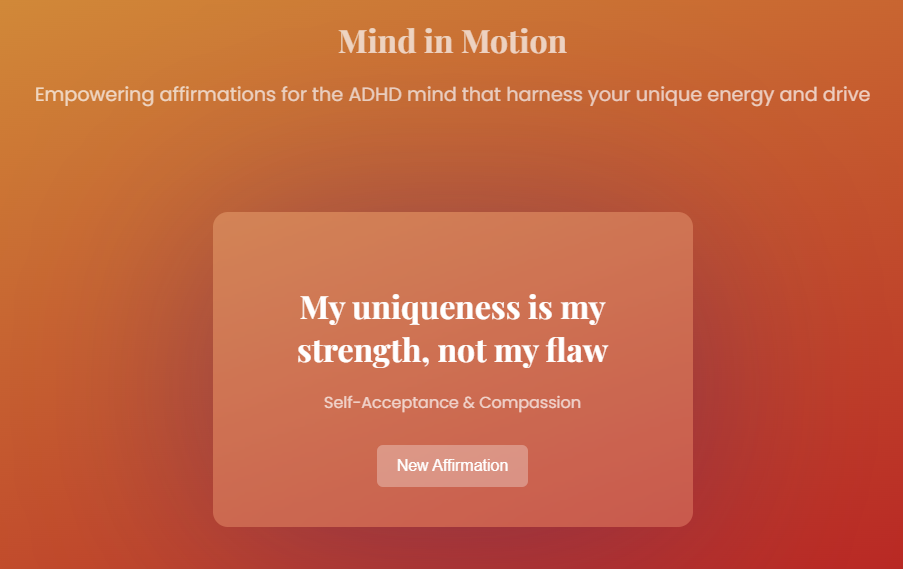 Mind in Motion
Empowering affirmations for the ADHD mind that harness your unique energy and drive
My uniqueness is my
strength, not my flaw
Self-Acceptance & Compassion
New Affirmation